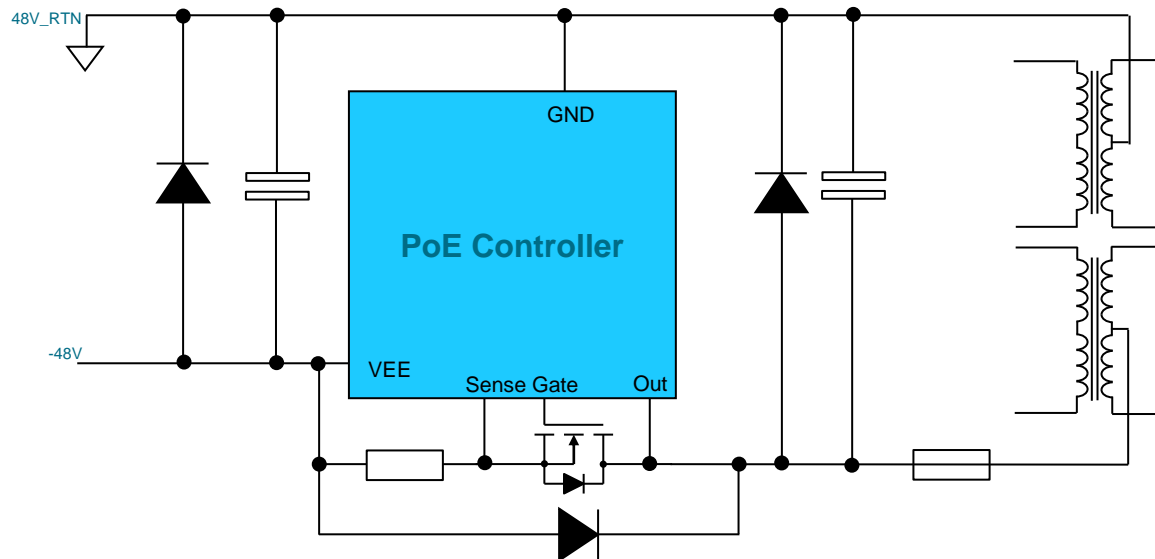 48V_RTN
GND
PoE Controller
-48V
VEE
Sense Gate
Out